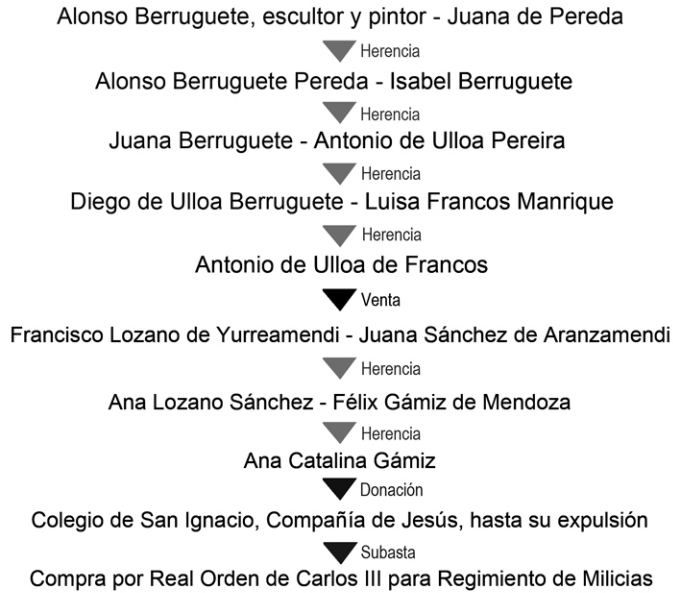 Alonso Berruguete, escultor y pintor - Juana de Pereda
Herencia
Alonso Berruguete Pereda - Isabel Berruguete
Herencia
Juana Berruguete - Antonio de Ulloa Pereira
Herencia
Diego de Ulloa Berruguete - Luisa Francos Manrique
Herencia
Antonio de Ulloa de Francos
Venta
Francisco Lozano de Yurreamendi - Juana Sánchez de Aranzamendi
Herencia
Ana Lozano Sánchez - Félix Gámiz de Mendoza
Herencia
Ana Catalina Gámiz
Donación
Colegio de San Ignacio, Compañía de Jesús, hasta su expulsión
Subasta
Compra por Real Orden de Carlos III para Regimiento de Milicias